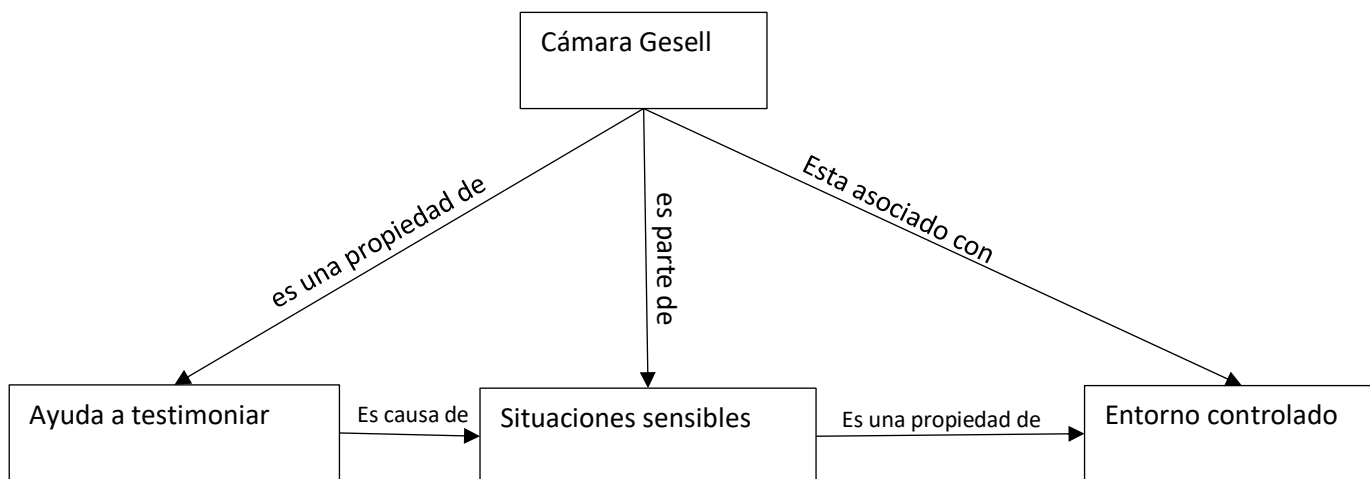 Cámara Gesell
es una propiedad de
es parte de
Esta asociado con
Ayuda a testimoniar
Es causa de
Situaciones sensibles
Es una propiedad de
Entorno controlado